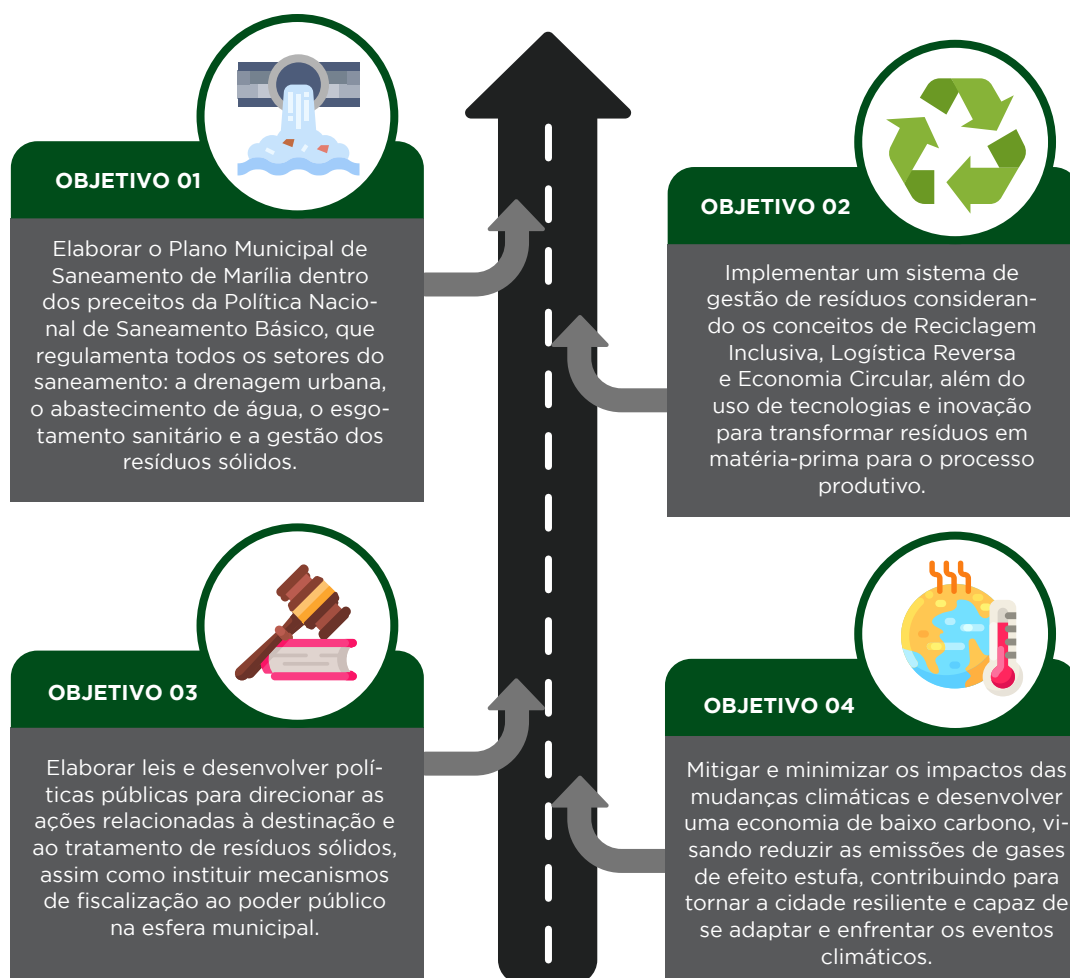 OBJETIVO 01
Elaborar o Plano Municipal de
Saneamento de Marília dentro
dos preceitos da Política Nacio-
nal de Saneamento Básico, que
regulamenta todos os setores do
saneamento: a drenagem urbana,
o abastecimento de água, o esgo-
tamento sanitário e a gestão dos
resíduos sólidos.
OBJETIVO 02
Implementar um sistema de
gestão de resíduos consideran-
do os conceitos de Reciclagem
Inclusiva, Logística Reversa
e Economia Circular, além do
uso de tecnologias e inovação
para transformar resíduos em
matéria-prima para o processo
produtivo.
OBJETIVO 03
Elaborar leis e desenvolver polí-
ticas públicas para direcionar as
ações relacionadas à destinação e
ao tratamento de resíduos sólidos,
assim como instituir mecanismos
de fiscalização ao poder público
na esfera municipal.
OBJETIVO 04
Mitigar e minimizar os impactos das
mudanças climáticas e desenvolver
uma economia de baixo carbono, vi-
sando reduzir as emissões de gases
de efeito estufa, contribuindo para
tornar a cidade resiliente e capaz de
se adaptar e enfrentar os eventos
climáticos.